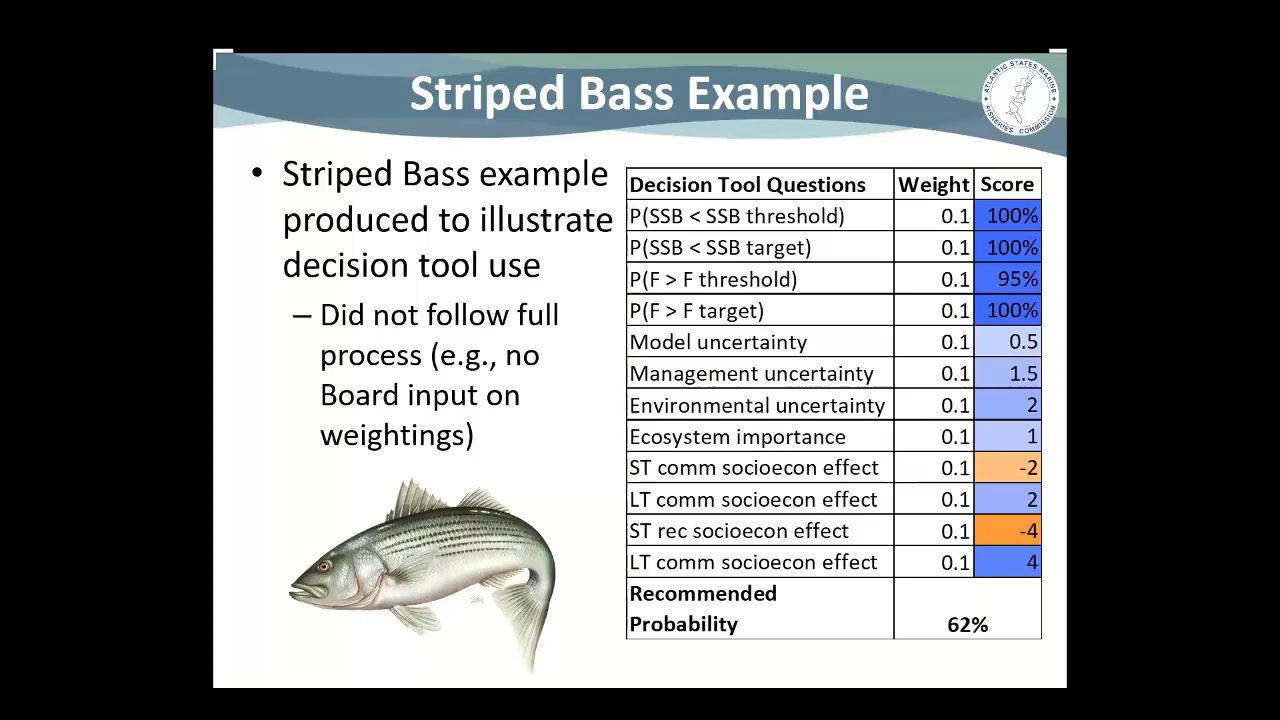 Striped Bass Example
ATLANTIC STATES MARINE
FISHERIES COMMISSION
• Striped Bass example
produced to illustrate
decision tool use
– Did not follow full
process (e.g., no
Board input on
weightings)
Decision Tool Questions Weight Score
P(SSB < SSB threshold) 0.1 100%
P(SSB < SSB target) 0.1 100%
P(F > F threshold) 0.1 95%
P(F > F target) 0.1 100%
Model uncertainty 0.1 0.5
Management uncertainty 0.1 1.5
Environmental uncertainty 0.1 2
Ecosystem importance 0.1 1
ST comm socioecon effect 0.1 -2
LT comm socioecon effect 0.1 2
ST rec socioecon effect 0.1 -4
LT comm socioecon effect 0.1 4
Recommended
Probability 62%